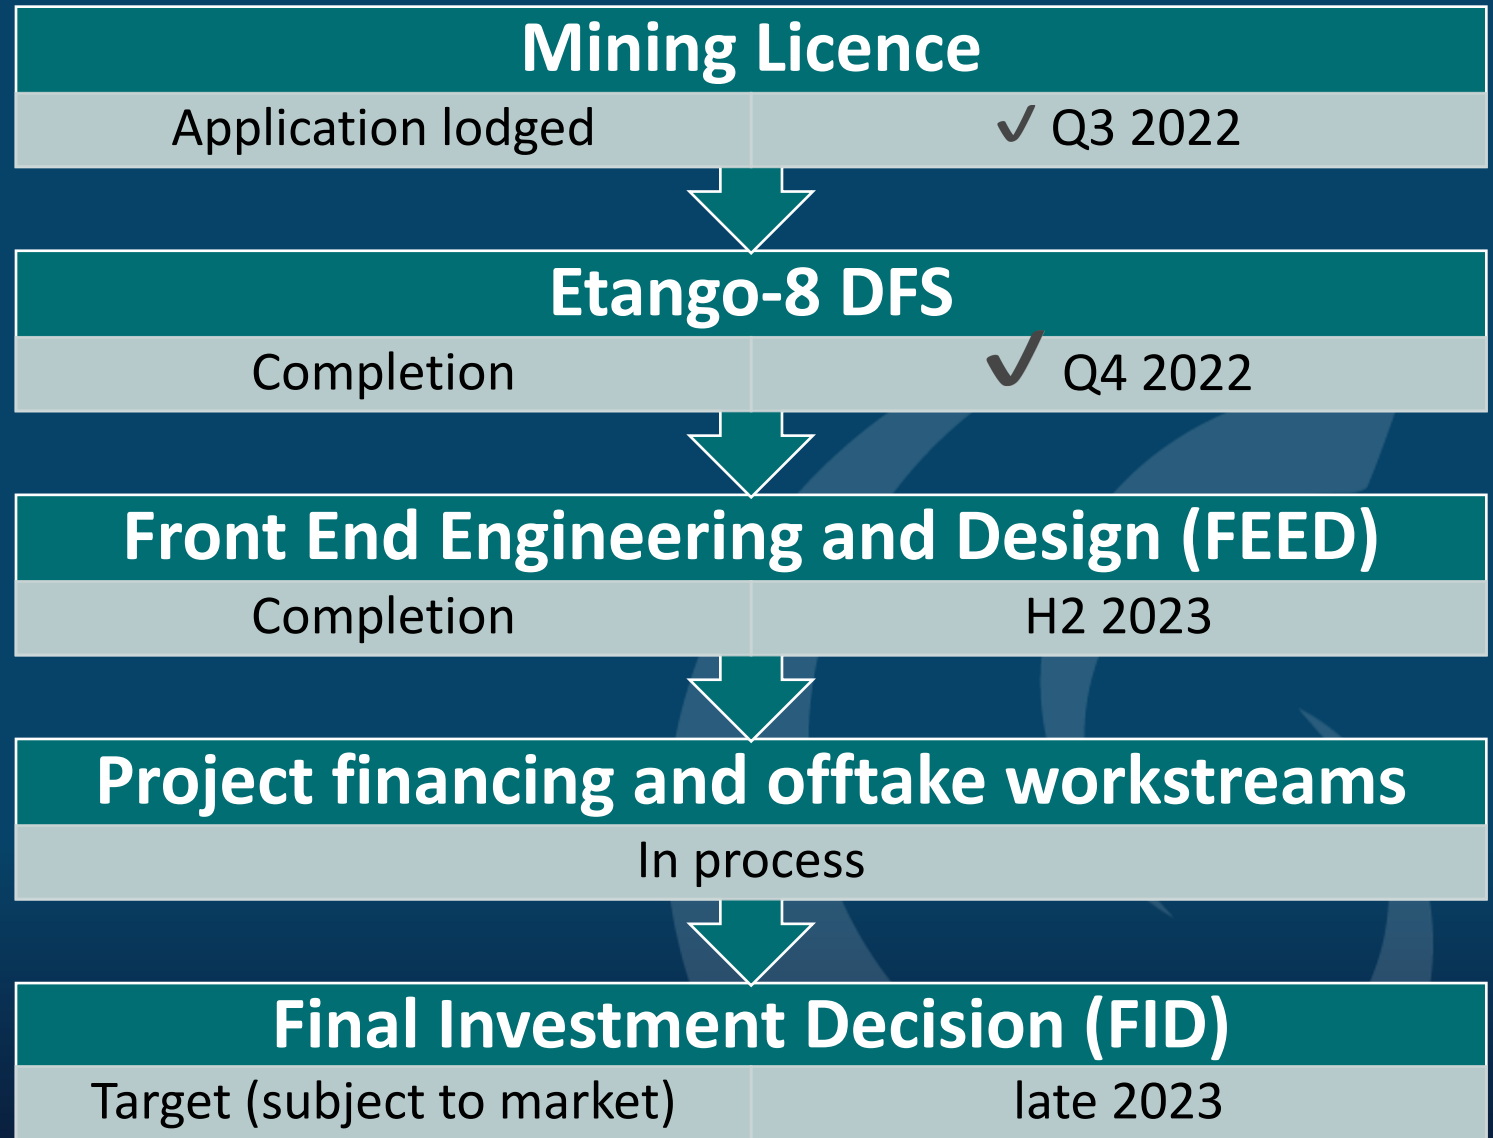 Mining Licence
Application lodged
✓ Q3 2022
Etango-8 DFS
Completion
✓ Q4 2022
Front End Engineering and Design (FEED)
Completion
H2 2023
Project financing and offtake workstreams
In process
Final Investment Decision (FID)
Target (subject to market)
late 2023